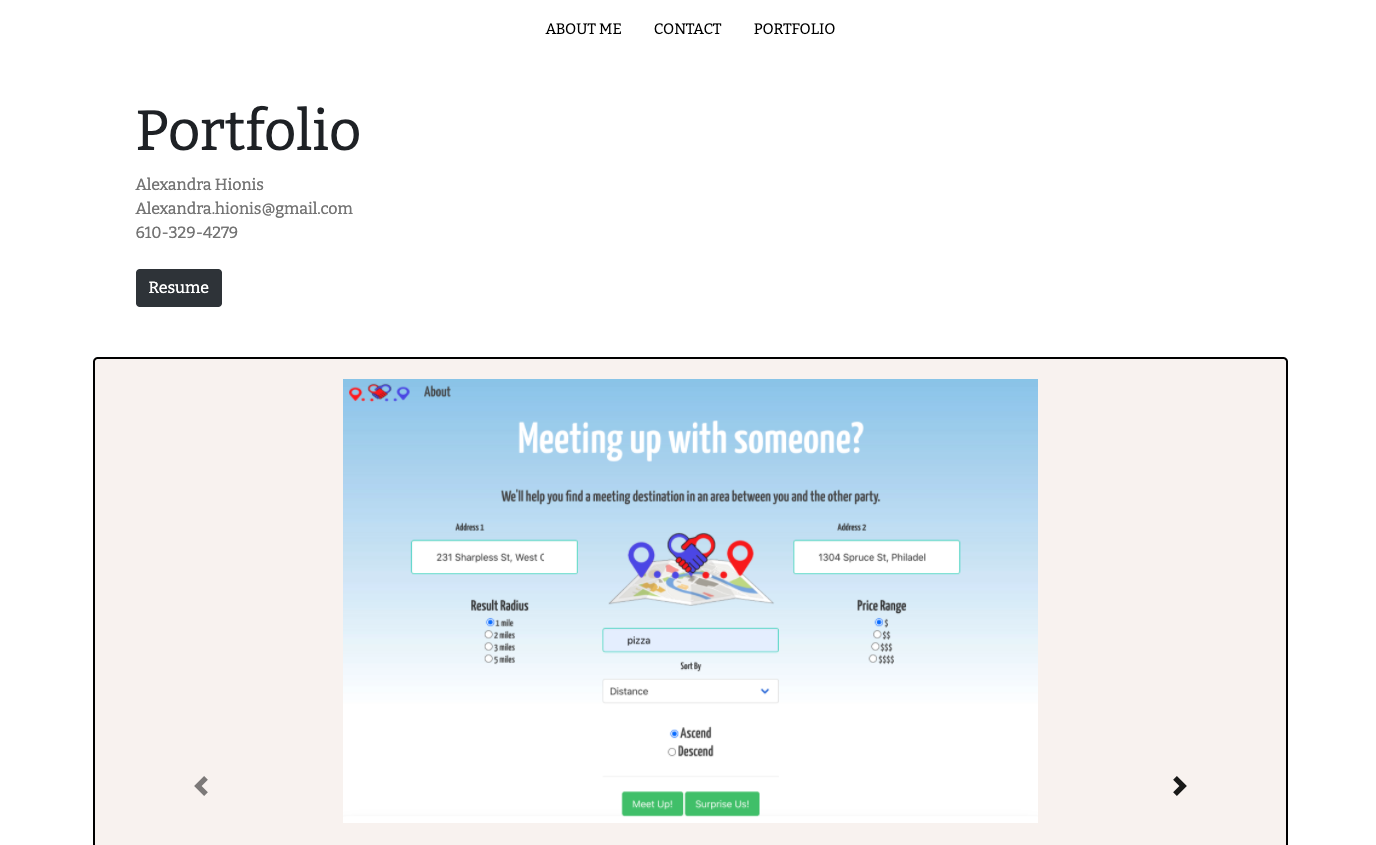 ABOUT ME CONTACT PORTFOLIO
Portfolio
Alexandra Hionis
Alexandra.hionis@gmail.com
610-329-4279
Resume
About
Meeting up with someone?
We'll help you find a meeting destination in an area between you and the other party.
Address 1
Address 2
231 Sharpless St, West C
1304 Spruce St, Philadel
Result Radius
1 mile
2 miles
3 miles
5 miles
Price Range
$
$$
$$$
$$$$
pizza
Sort By
Distance
Ascend
Descend
Meet Up! Surprise Us!